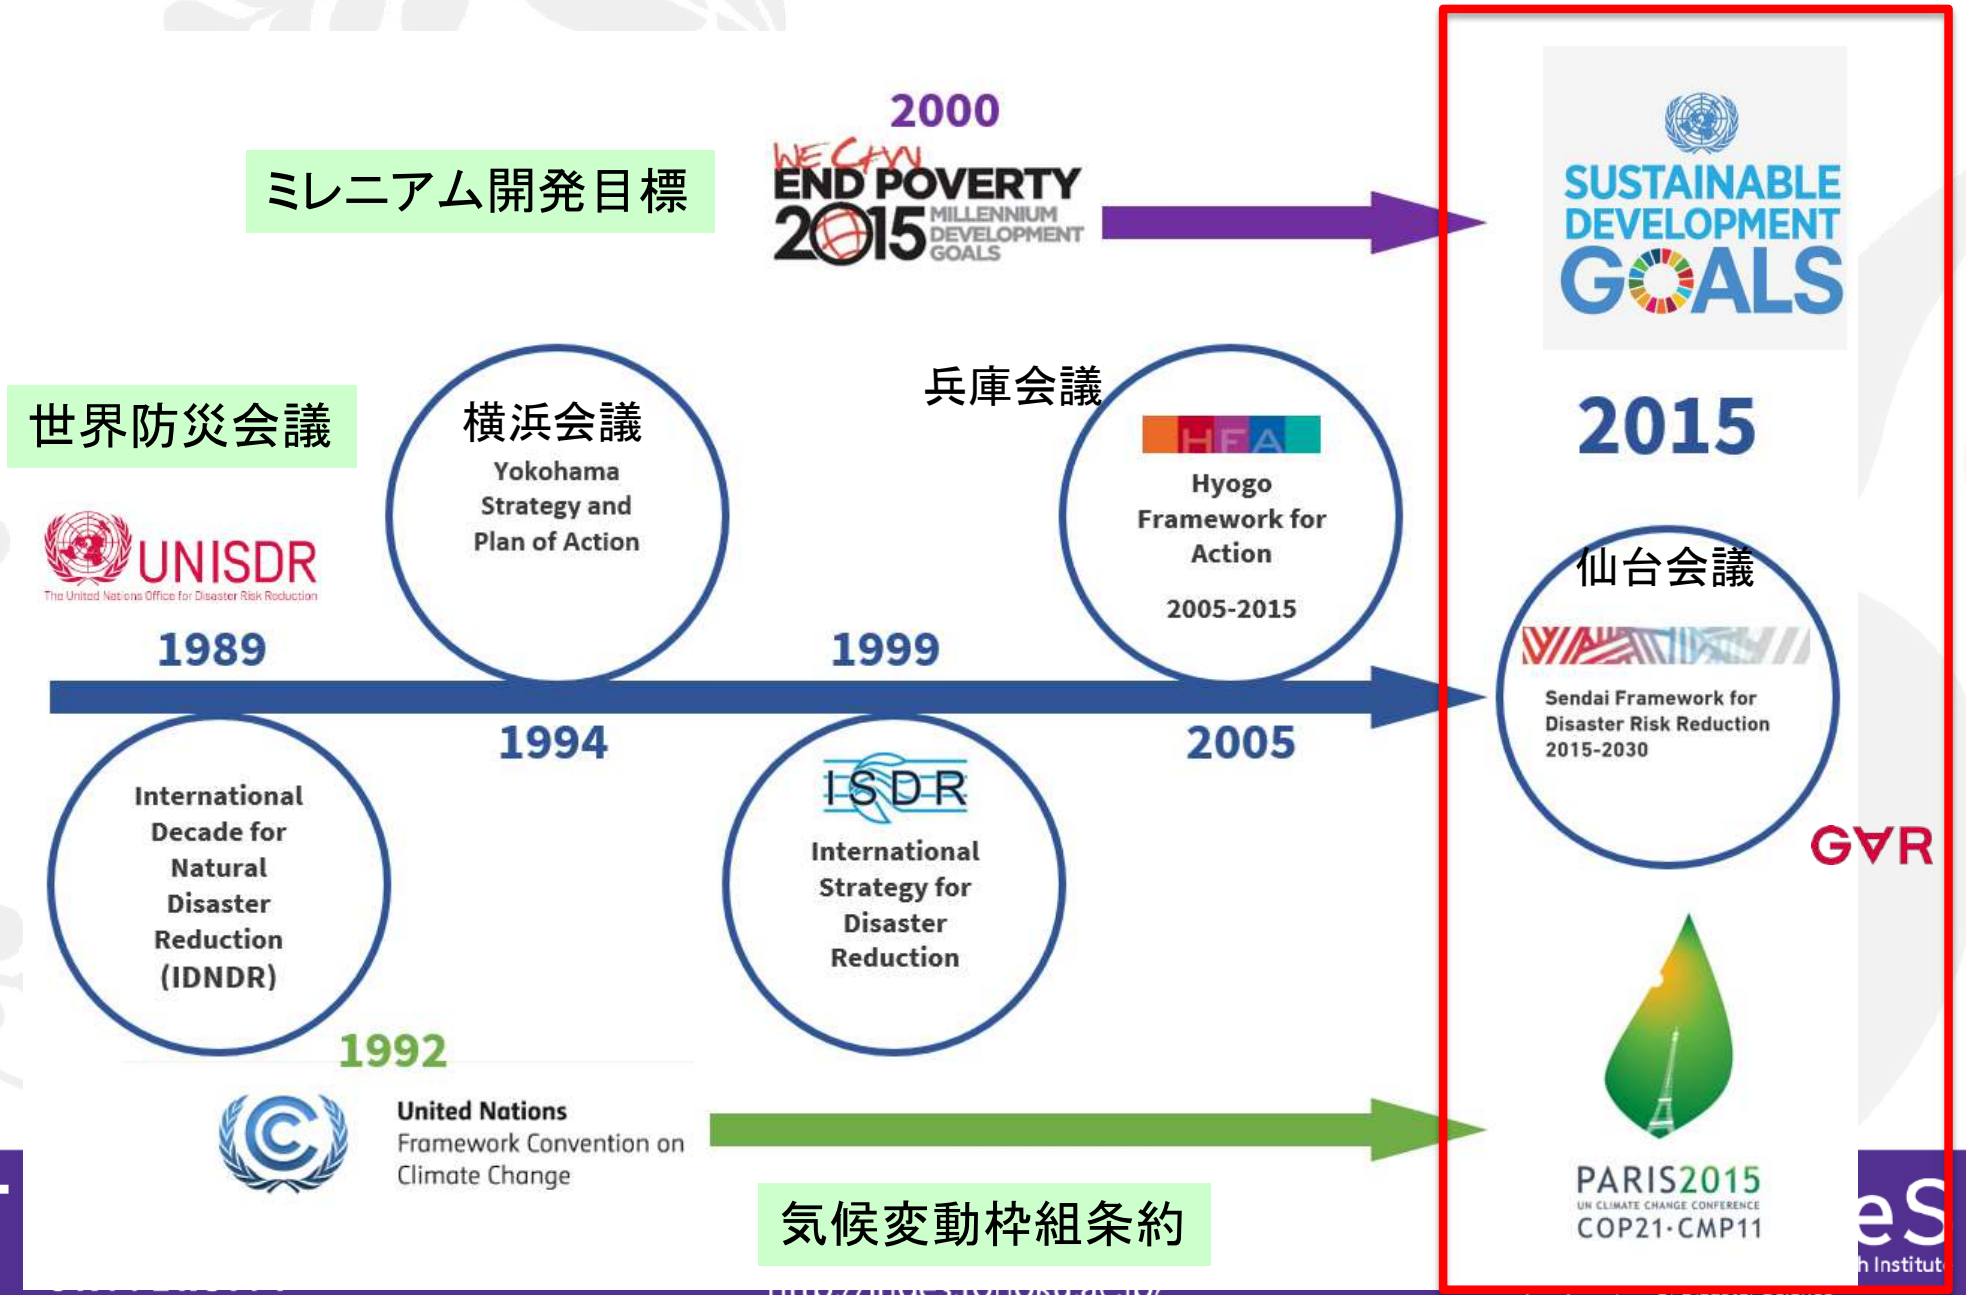 2000
ミレニアム開発目標
WE CAN
END POVERTY
2015 MILLENNIUM
DEVELOPMENT
GOALS
SUSTAINABLE
DEVELOPMENT
GOALS
2015
世界防災会議
横浜会議
Yokohama
Strategy and
Plan of Action
兵庫会議
HFA
Hyogo
Framework for
Action
2005-2015
UNISDR
The United Nations Office for Disaster Risk Reduction
1989
1994
1999
2005
仙台会議
Sendai Framework for
Disaster Risk Reduction
2015-2030
GAR
International
Decade for
Natural
Disaster
Reduction
(IDNDR)
ISDR
International
Strategy for
Disaster
Reduction
1992
United Nations
Framework Convention on
Climate Change
気候変動枠組条約
PARIS2015
UN CLIMATE CHANGE CONFERENCE
COP21·CMP11
eS
h Institute